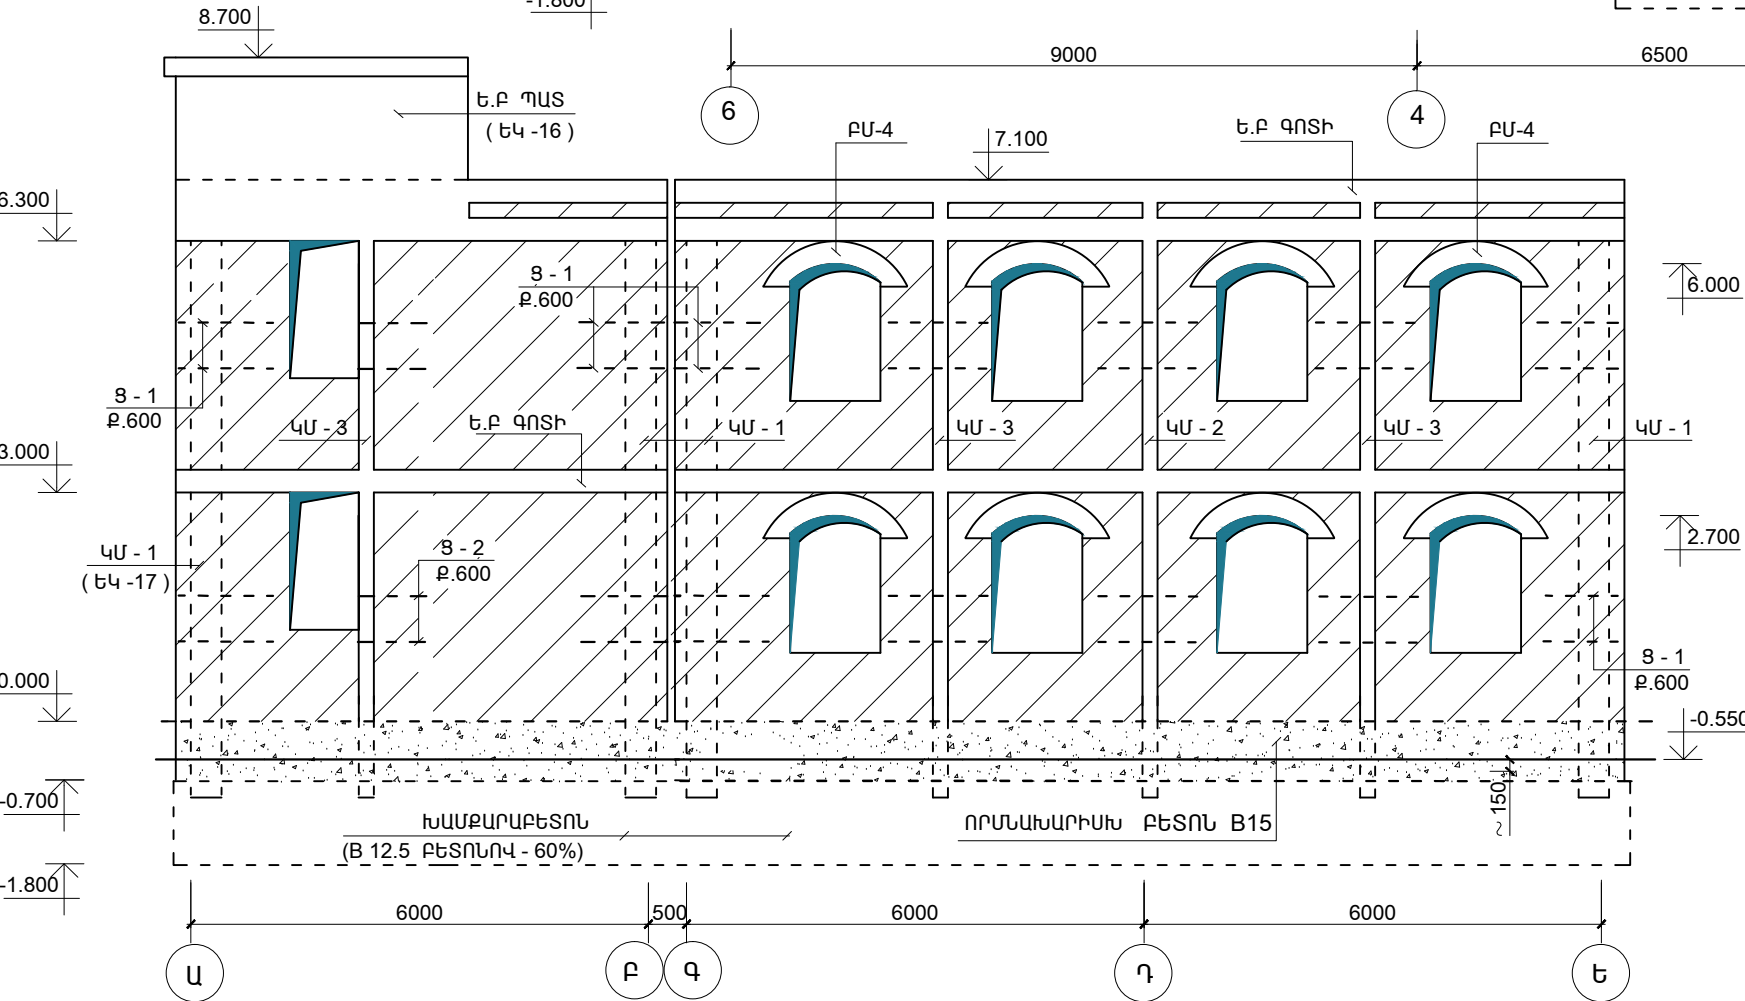 -1.800
8.700
9000
6500
Ե.Բ ՊԱՏ
( ԵԿ -16 )
6
4
ԲՄ-4
7.100
Ե.Բ ԳՈՏԻ
ԲՄ-4
6.300
Ց - 1
Ք.600
6.000
Ց - 1
Ք.600
ԿՄ - 3
Ե.Բ ԳՈՏԻ
ԿՄ - 1
ԿՄ - 3
ԿՄ - 2
ԿՄ - 3
ԿՄ - 1
3.000
ԿՄ - 1
( ԵԿ -17 )
Ց - 2
Ք.600
2.700
0.000
Ց - 1
Ք.600
-0.550
-0.700
ԽԱՄՔԱՐԱԲԵՏՈՆ
(B 12.5 ԲԵՏՈՆՈՎ - 60%)
ՈՐՄՆԱԽԱՐԻՍԽ ԲԵՏՈՆ B15
~ 150
-1.800
6000
500
6000
6000
Ա
Բ
Գ
Դ
Ե